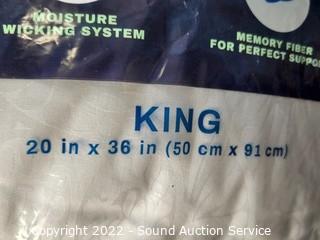 MOISTURE
WICKING SYSTEM
MEMORY FIBER
FOR PERFECT SUPPO
KING
20 in x 36 in (50 cm x 91 cm)
Copyright 2022 - Sound Auction Service